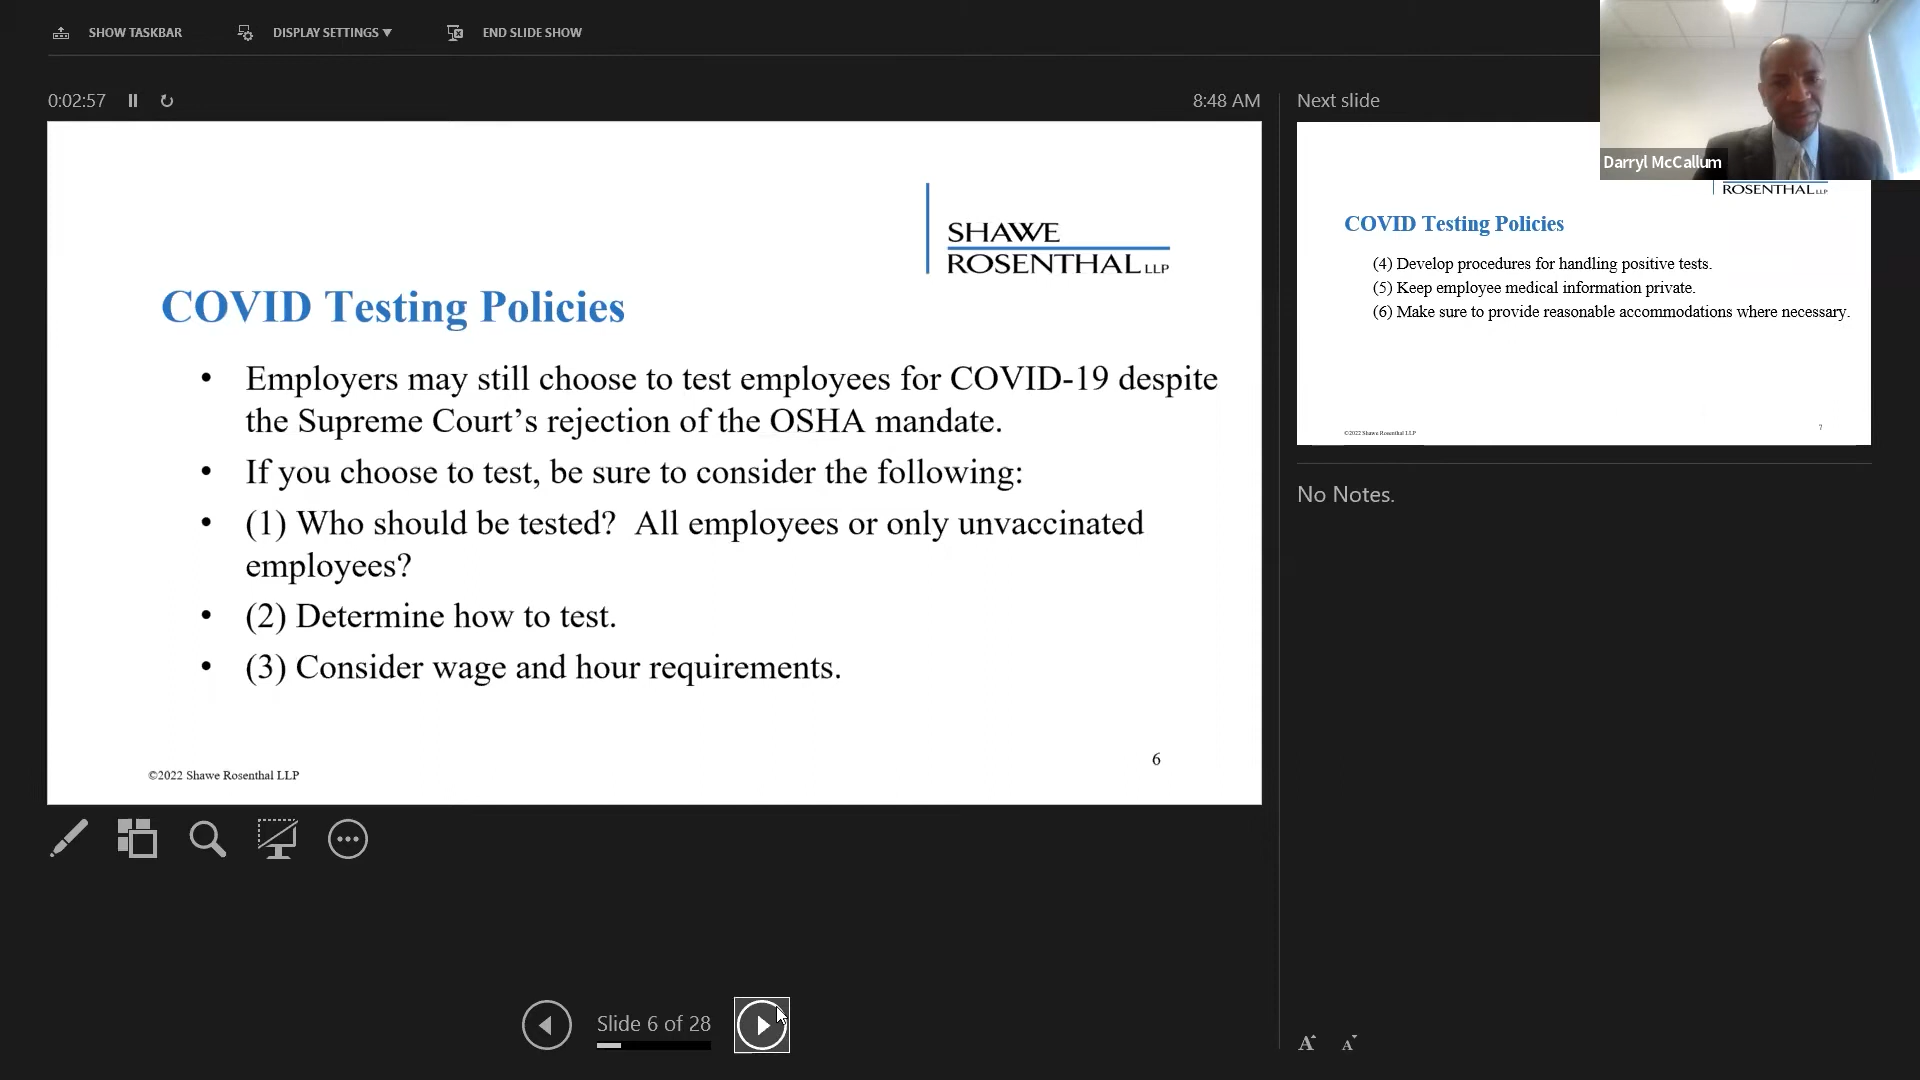 SHOW TASKBAR
DISPLAY SETTINGS ▼
END SLIDE SHOW
0:02:57
8:48 AM
Next slide
Darryl McCallum
SHAWE
ROSENTHAL LLP
COVID Testing Policies
• Employers may still choose to test employees for COVID-19 despite
the Supreme Court’s rejection of the OSHA mandate.
• If you choose to test, be sure to consider the following:
• (1) Who should be tested?  All employees or only unvaccinated
employees?
• (2) Determine how to test.
• (3) Consider wage and hour requirements.
©2022 Shawe Rosenthal LLP
6
ROSENTHAL LLP
COVID Testing Policies
(4) Develop procedures for handling positive tests.
(5) Keep employee medical information private.
(6) Make sure to provide reasonable accommodations where necessary.
©2022 Shawe Rosenthal LLP
7
No Notes.
Slide 6 of 28
A A